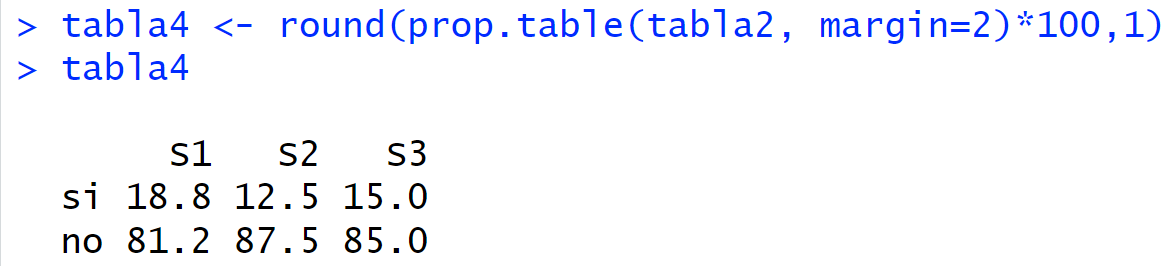 > tabla4 <- round(prop.table(tabla2, margin=2)*100,1)
> tabla4
S1 S2 S3
si 18.8 12.5 15.0
no 81.2 87.5 85.0